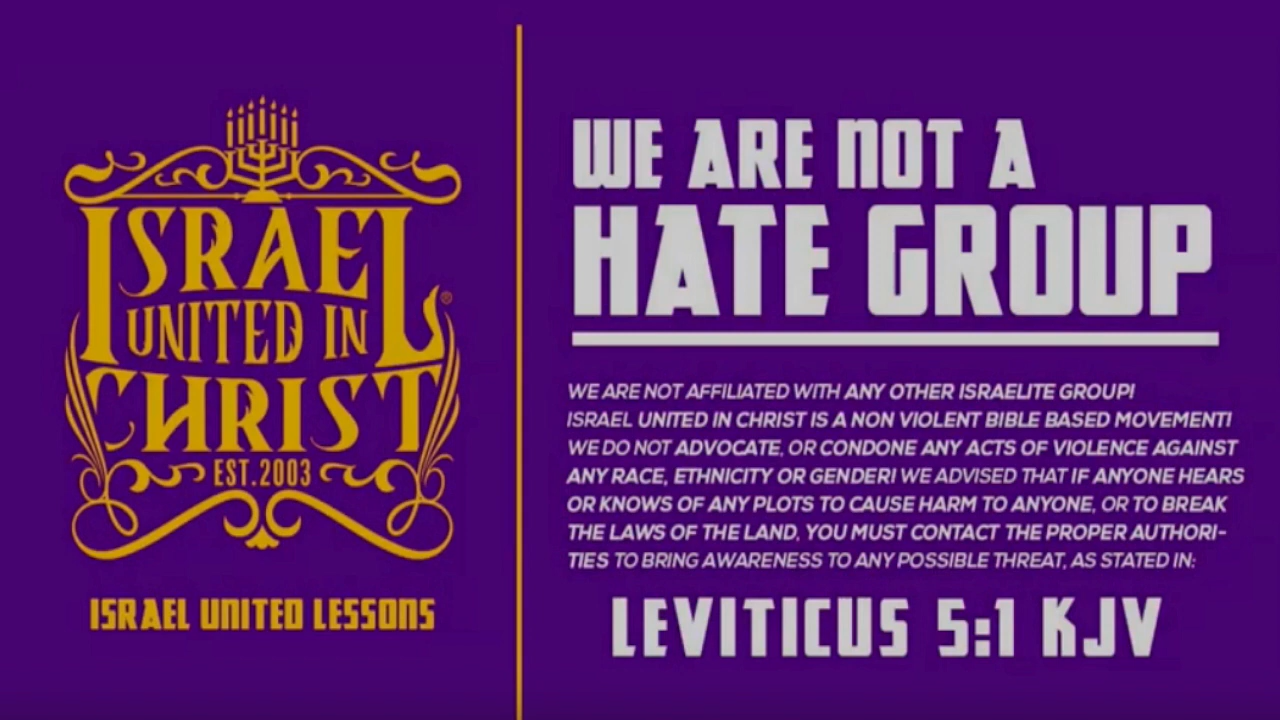 ISRAEL
UNITED IN
CHRIST
®
EST. 2003
ISRAEL UNITED LESSONS
WE ARE NOT A
HATE GROUP
WE ARE NOT AFFILIATED WITH ANY OTHER ISRAELITE GROUP!
ISRAEL UNITED IN CHRIST IS A NON VIOLENT BIBLE BASED MOVEMENT!
WE DO NOT ADVOCATE, OR CONDONE ANY ACTS OF VIOLENCE AGAINST
ANY RACE, ETHNICITY OR GENDER! WE ADVISED THAT IF ANYONE HEARS
OR KNOWS OF ANY PLOTS TO CAUSE HARM TO ANYONE, OR TO BREAK
THE LAWS OF THE LAND, YOU MUST CONTACT THE PROPER AUTHORI-
TIES TO BRING AWARENESS TO ANY POSSIBLE THREAT, AS STATED IN:
LEVITICUS 5:1 KJV